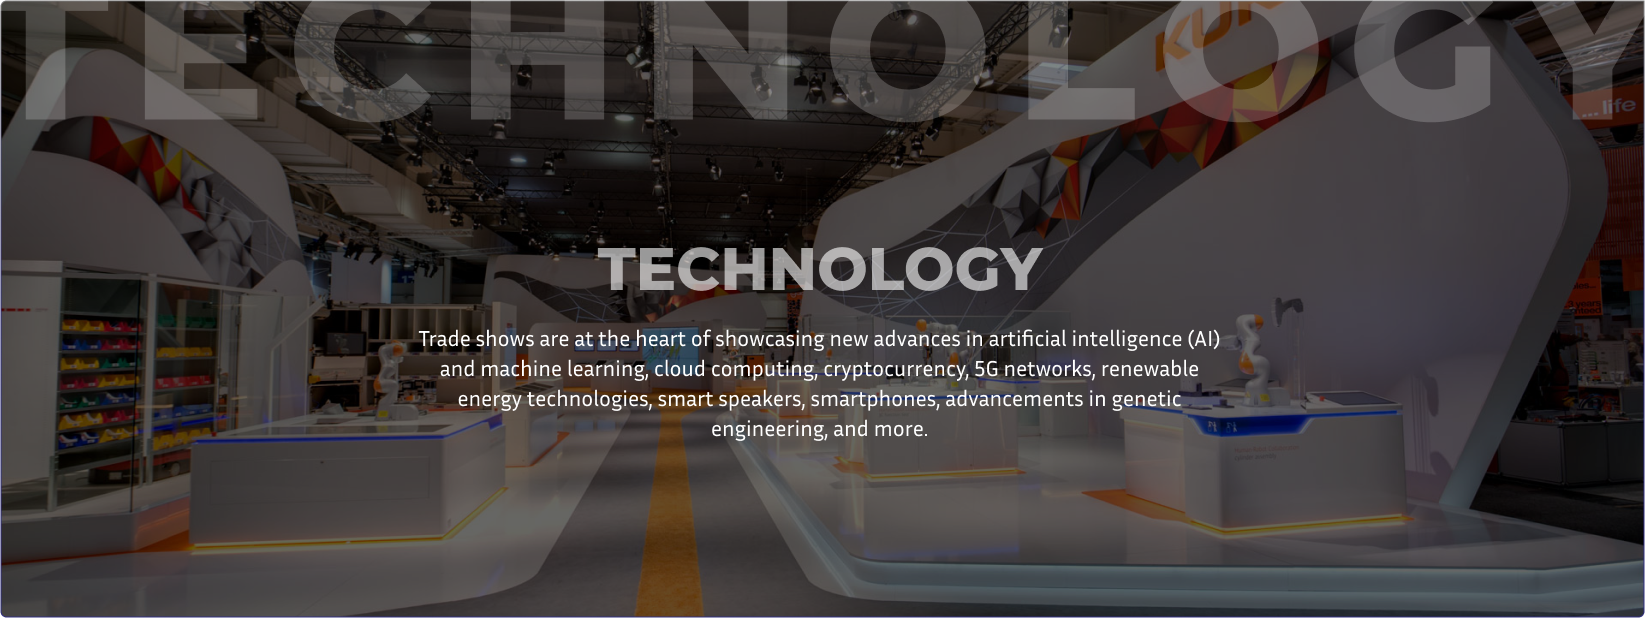 TECHNOLOGY
...life
TECHNOLOGY
Trade shows are at the heart of showcasing new advances in artificial intelligence (AI)
and machine learning, cloud computing, cryptocurrency, 5G networks, renewable
energy technologies, smart speakers, smartphones, advancements in genetic
engineering, and more.